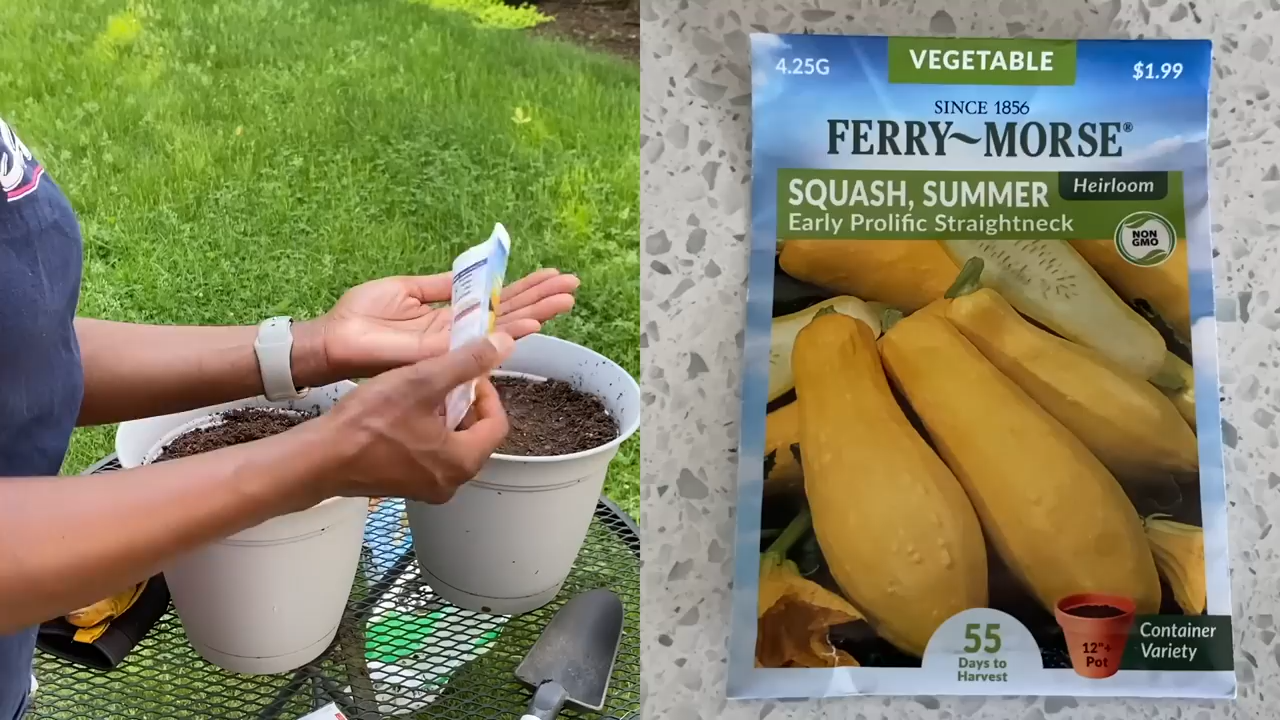 VEGETABLE
4.25G
$1.99
SINCE 1856
FERRY~MORSE®
SQUASH, SUMMER
Heirloom
Early Prolific Straightneck
NON
GMO
55
Days to
Harvest
12"+
Pot
Container
Variety